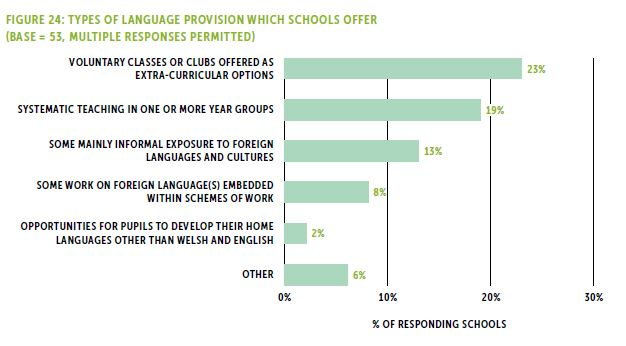 FIGURE 24: TYPES OF LANGUAGE PROVISION WHICH SCHOOLS OFFER
(BASE = 53, MULTIPLE RESPONSES PERMITTED)
VOLUNTARY CLASSES OR CLUBS OFFERED AS
EXTRA-CURRICULAR OPTIONS
23%
SYSTEMATIC TEACHING IN ONE OR MORE YEAR GROUPS
19%
SOME MAINLY INFORMAL EXPOSURE TO FOREIGN
LANGUAGES AND CULTURES
13%
SOME WORK ON FOREIGN LANGUAGE(S) EMBEDDED
WITHIN SCHEMES OF WORK
8%
OPPORTUNITIES FOR PUPILS TO DEVELOP THEIR HOME
LANGUAGES OTHER THAN WELSH AND ENGLISH
2%
OTHER
6%
0% 10% 20% 30%
% OF RESPONDING SCHOOLS